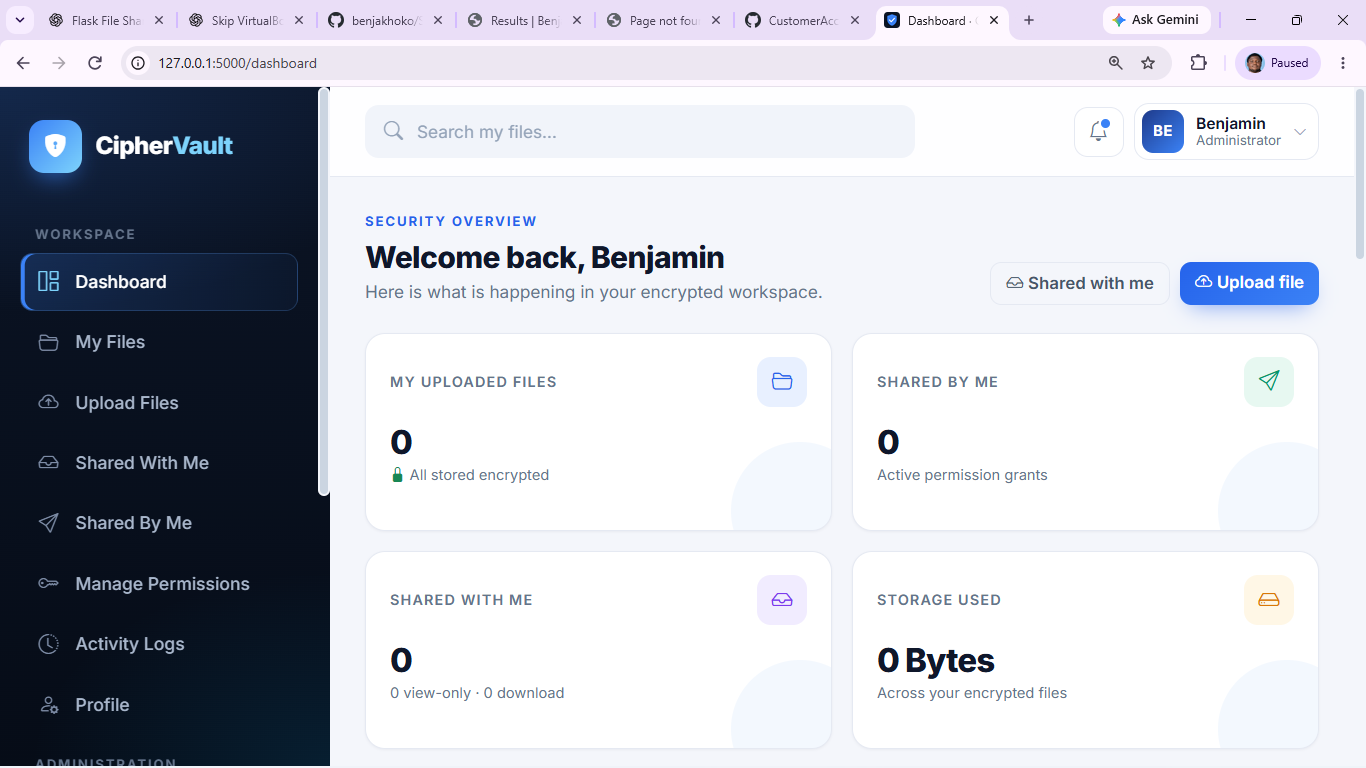 Flask File Sha
Skip VirtualBo
benjakhoko/S
Results | Benj
Page not fou
CustomerAcc
Dashboard ·
Ask Gemini
127.0.0.1:5000/dashboard
Paused
CipherVault
Search my files...
BE
Benjamin
Administrator
WORKSPACE
Dashboard
My Files
Upload Files
Shared With Me
Shared By Me
Manage Permissions
Activity Logs
Profile
ADMINISTRATION
SECURITY OVERVIEW
Welcome back, Benjamin
Here is what is happening in your encrypted workspace.
Shared with me
Upload file
MY UPLOADED FILES
0
All stored encrypted
SHARED BY ME
0
Active permission grants
SHARED WITH ME
0
0 view-only · 0 download
STORAGE USED
0 Bytes
Across your encrypted files